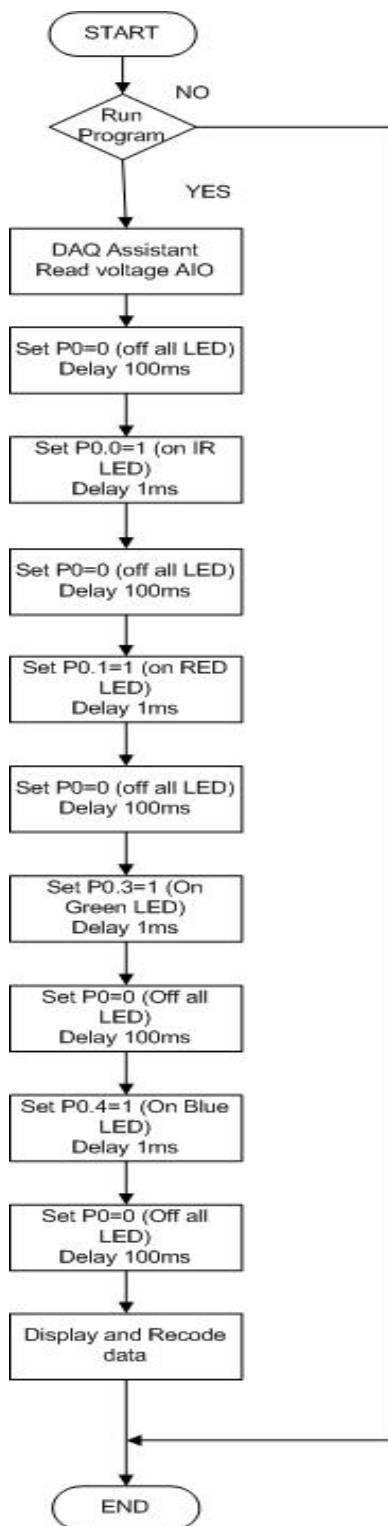 START
NO
Run
Program
YES
DAQ Assistant
Read voltage AIO
Set P0=0 (off all LED)
Delay 100ms
Set P0.0=1 (on IR
LED)
Delay 1ms
Set P0=0 (off all LED)
Delay 100ms
Set P0.1=1 (on RED
LED)
Delay 1ms
Set P0=0 (off all LED)
Delay 100ms
Set P0.3=1 (On
Green LED)
Delay 1ms
Set P0=0 (Off all
LED)
Delay 100ms
Set P0.4=1 (On Blue
LED)
Delay 1ms
Set P0=0 (Off all
LED)
Delay 100ms
Display and Recode
data
END